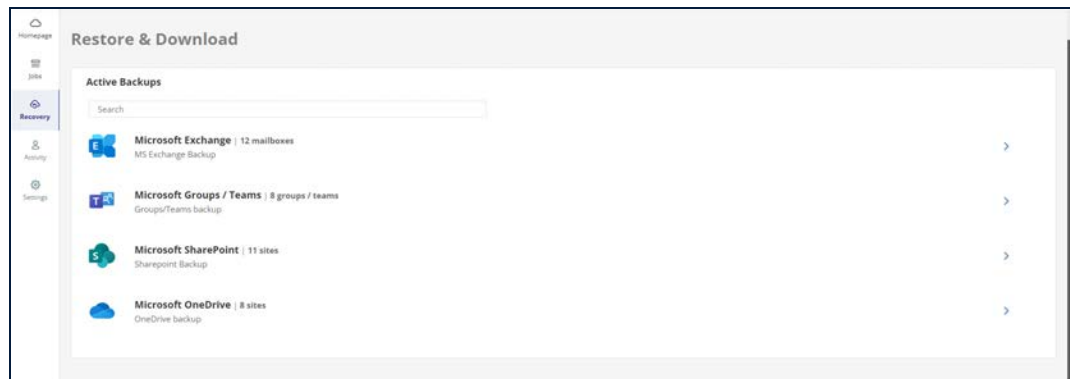 Homepage
Restore & Download
Jobs
Active Backups
Search
Recovery
Microsoft Exchange | 12 mailboxes
MS Exchange Backup
Activity
Microsoft Groups / Teams | 8 groups / teams
Groups/Teams backup
Settings
Microsoft SharePoint | 11 sites
Sharepoint Backup
Microsoft OneDrive | 8 sites
OneDrive backup